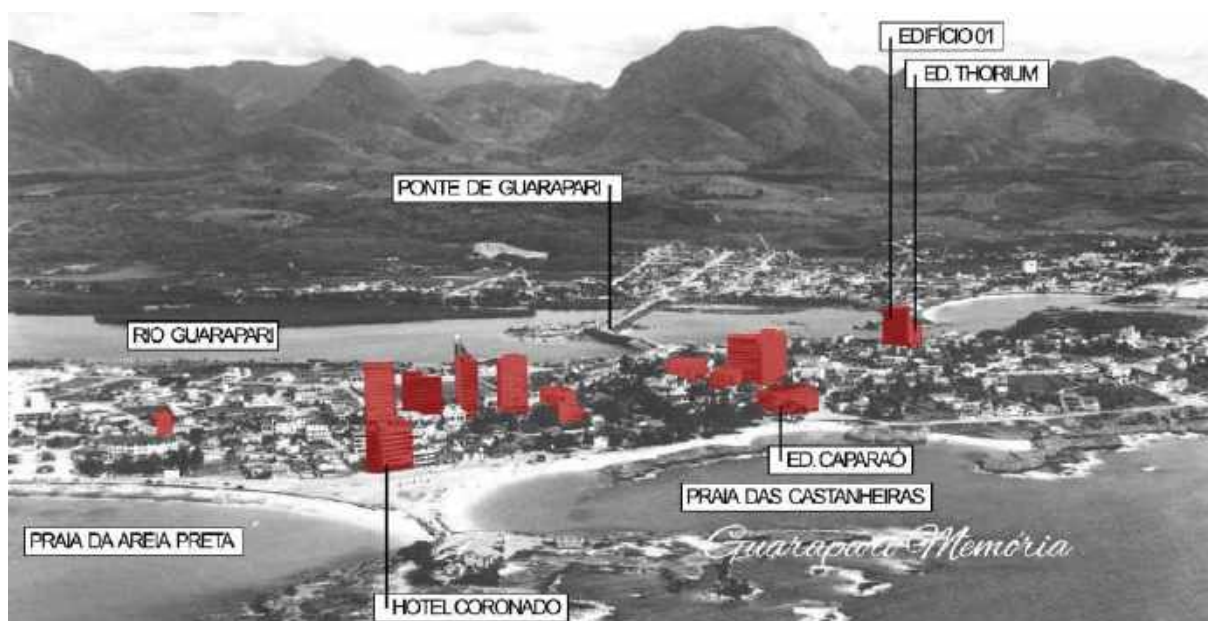 EDIFÍCIO 01
ED. THORIUM
PONTE DE GUARAPARI
RIO GUARAPARI
ED. CAPARAÓ
PRAIA DAS CASTANHEIRAS
PRAIA DA AREIA PRETA
Guarapari Memória
HOTEL CORONADO